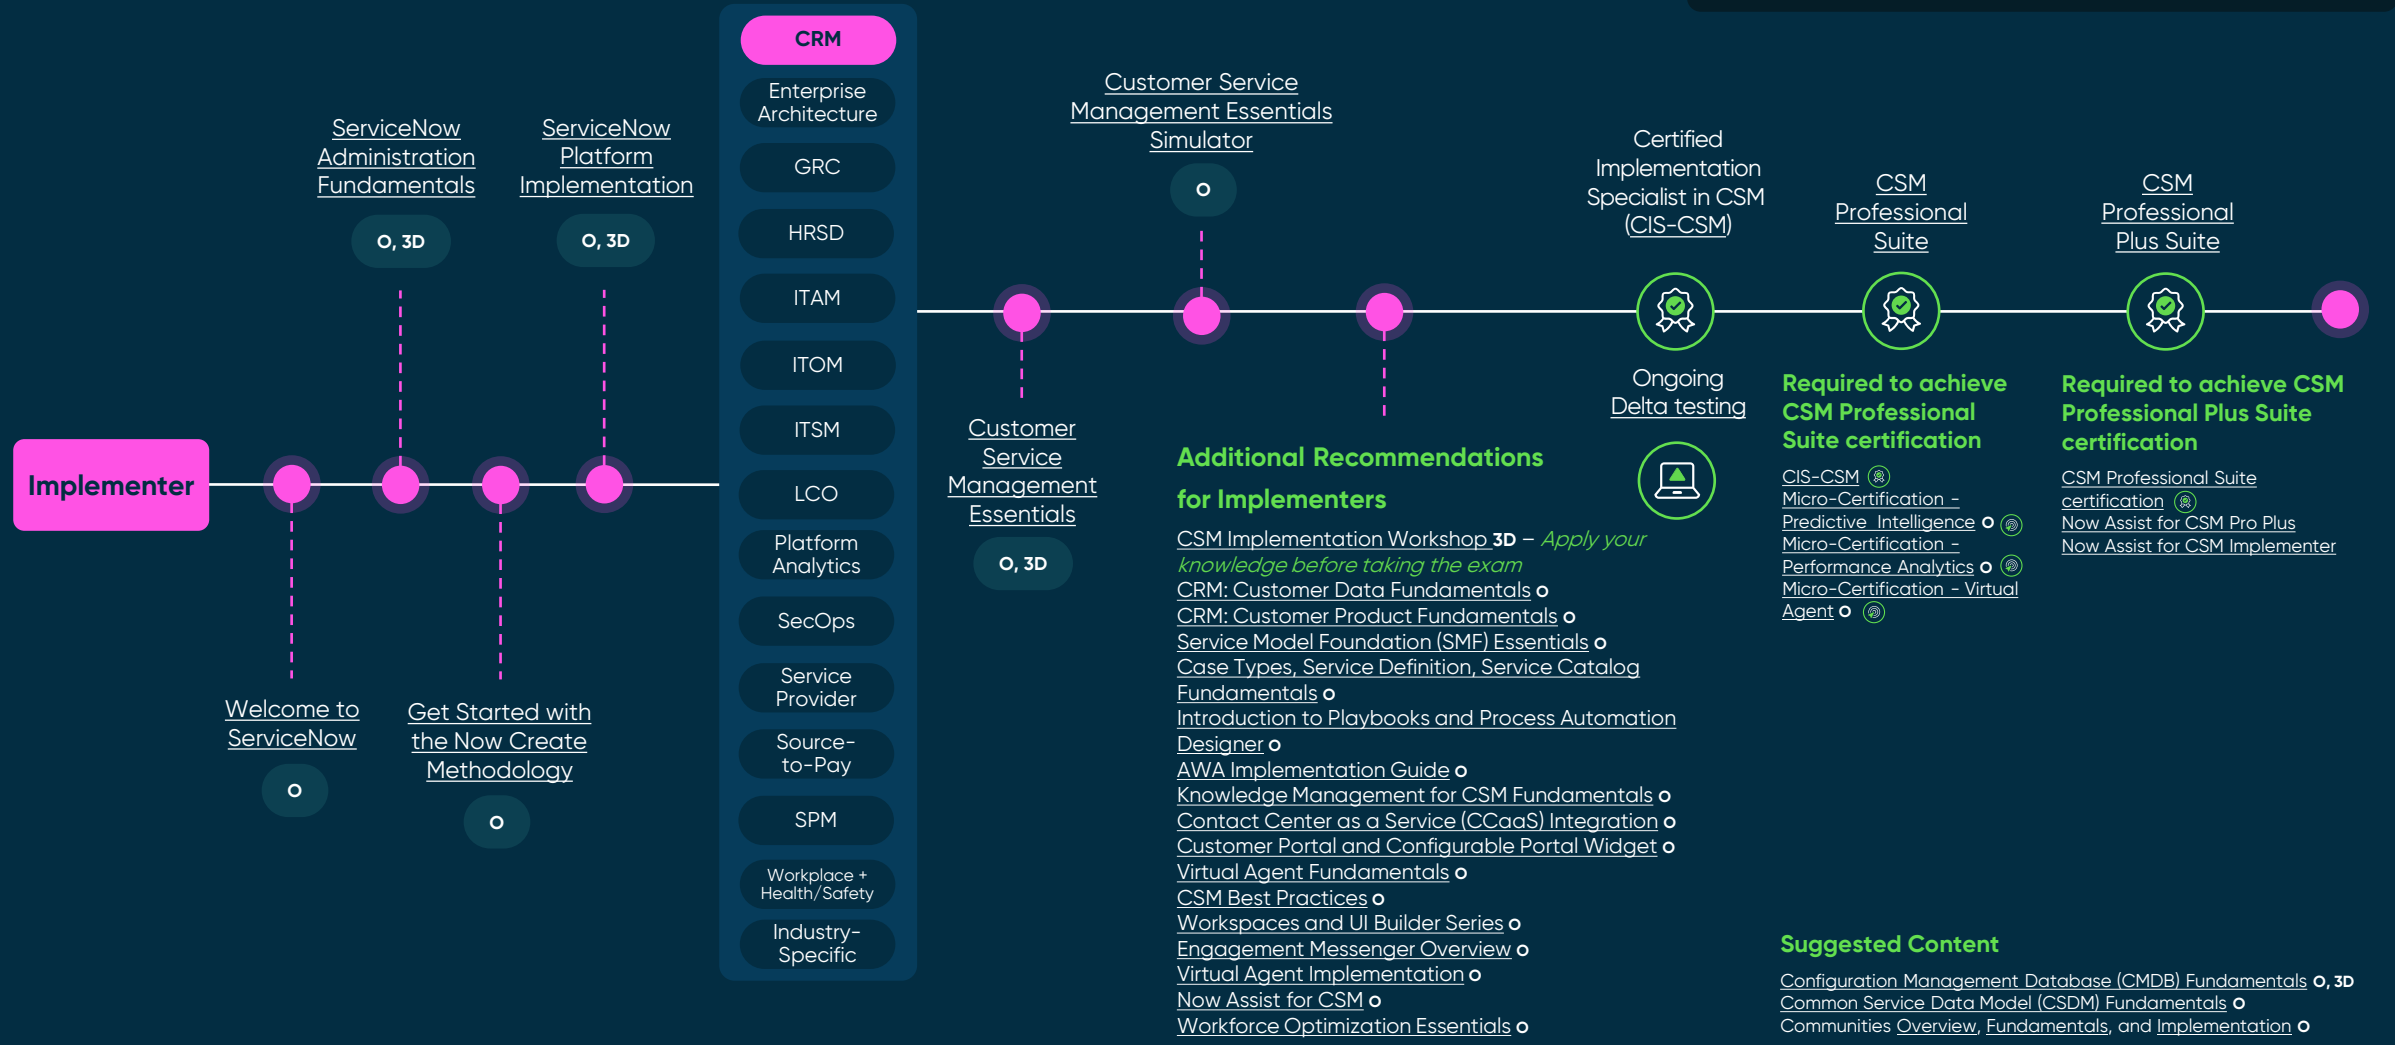 Implementer
Welcome to
ServiceNow
O
ServiceNow
Administration
Fundamentals
O, 3D
Get Started with
the Now Create
Methodology
O
ServiceNow
Platform
Implementation
O, 3D
CRM
Enterprise
Architecture
GRC
HRSD
ITAM
ITOM
ITSM
LCO
Platform
Analytics
SecOps
Service
Provider
Source-
to-Pay
SPM
Workplace +
Health/Safety
Industry-
Specific
Customer
Service
Management
Essentials
O, 3D
Customer Service
Management Essentials
Simulator
O
Additional Recommendations
for Implementers
CSM Implementation Workshop 3D – Apply your
knowledge before taking the exam
CRM: Customer Data Fundamentals O
CRM: Customer Product Fundamentals O
Service Model Foundation (SMF) Essentials O
Case Types, Service Definition, Service Catalog
Fundamentals O
Introduction to Playbooks and Process Automation
Designer O
AWA Implementation Guide O
Knowledge Management for CSM Fundamentals O
Contact Center as a Service (CCaaS) Integration O
Customer Portal and Configurable Portal Widget O
Virtual Agent Fundamentals O
CSM Best Practices O
Workspaces and UI Builder Series O
Engagement Messenger Overview O
Virtual Agent Implementation O
Now Assist for CSM O
Workforce Optimization Essentials O
Certified
Implementation
Specialist in CSM
(CIS-CSM)
Ongoing
Delta testing
CSM
Professional
Suite
Required to achieve
CSM Professional
Suite certification
CIS-CSM
Micro-Certification -
Predictive Intelligence O
Micro-Certification -
Performance Analytics O
Micro-Certification - Virtual
Agent O
CSM
Professional
Plus Suite
Required to achieve CSM
Professional Plus Suite
certification
CSM Professional Suite
certification
Now Assist for CSM Pro Plus
Now Assist for CSM Implementer
Suggested Content
Configuration Management Database (CMDB) Fundamentals O, 3D
Common Service Data Model (CSDM) Fundamentals O
Communities Overview, Fundamentals, and Implementation O